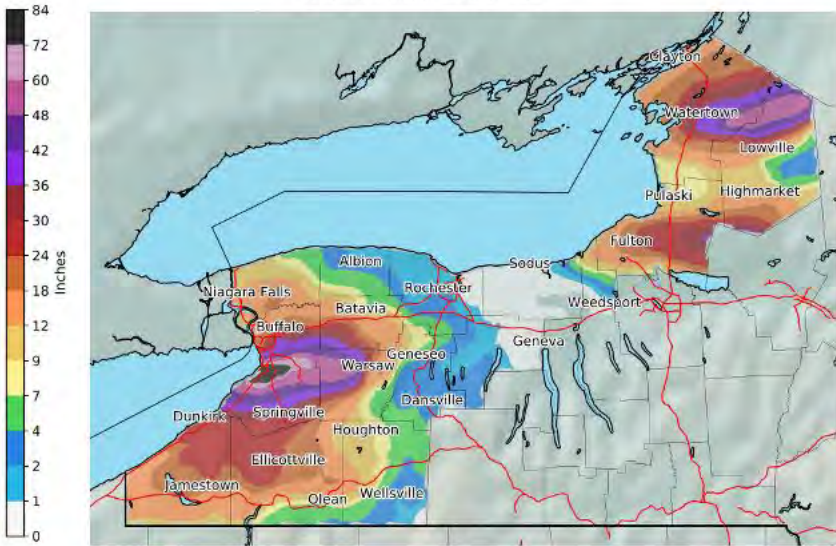 84
72
60
48
42
36
30
24
18
12
9
7
4
2
1
0
Inches
Clayton
Watertown
Lowville
Pulaski
Highmarket
Fulton
Sodus
Albion
Niagara Falls
Rochester
Batavia
Weedsport
Buffalo
Geneva
Geneseo
Warsaw
Dansville
Dunkirk
Springville
Houghton
Ellicottville
Jamestown
Olean
Wellsville